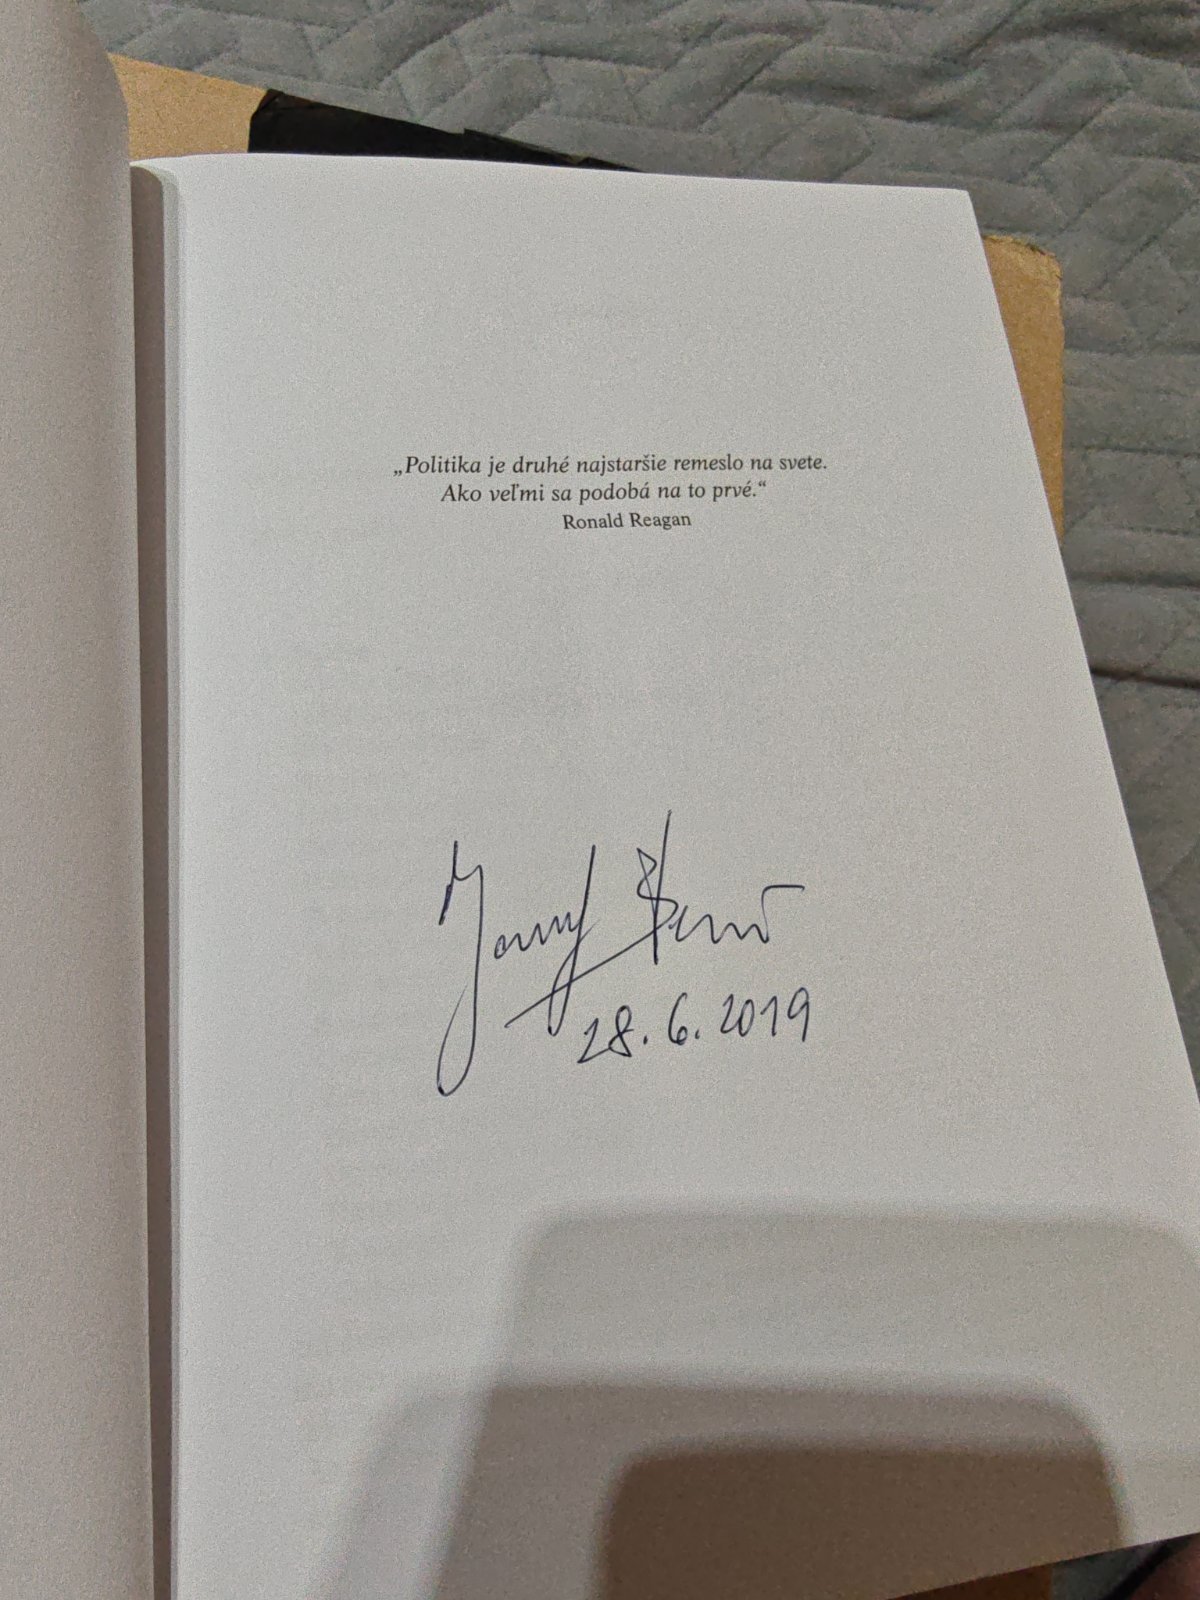 „Politika je druhé najstaršie remeslo na svete.
Ako veľmi sa podobá na to prvé.“
Ronald Reagan
28. 6. 2019